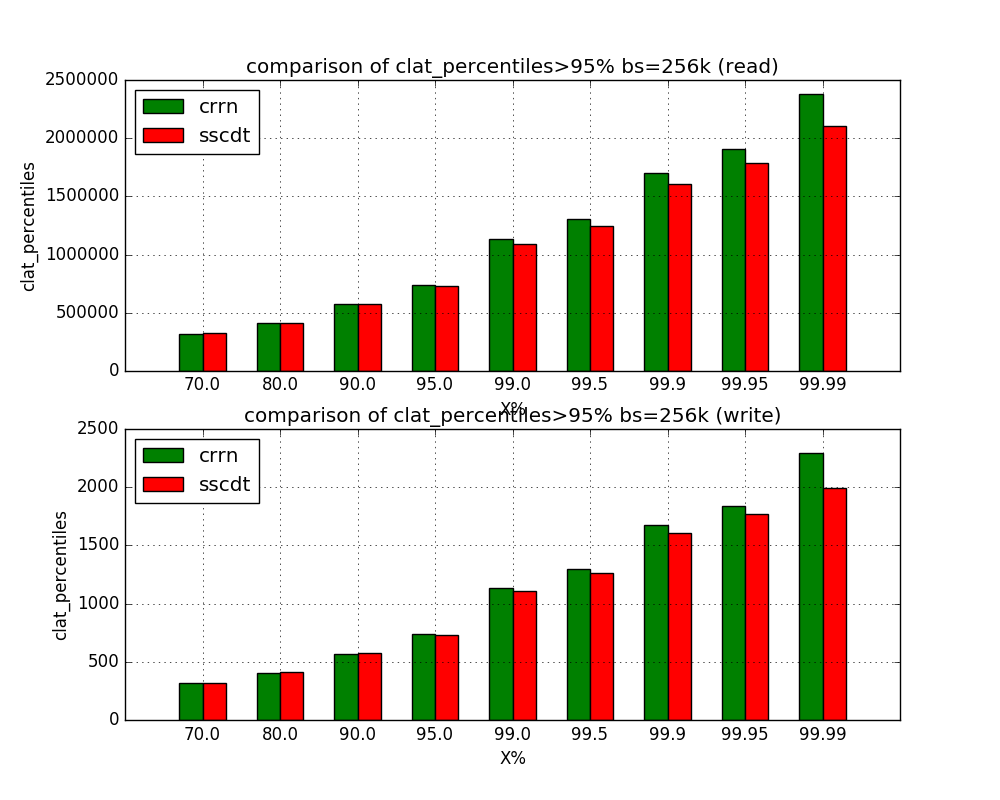 comparison of clat_percentiles>95% bs=256k (read)
2500000
2000000
1500000
1000000
500000
0
clat_percentiles
crrn
sscdt
70.0 80.0 90.0 95.0 99.0 99.5 99.9 99.95 99.99
X%
comparison of clat_percentiles>95% bs=256k (write)
2500
2000
1500
1000
500
0
clat_percentiles
crrn
sscdt
70.0 80.0 90.0 95.0 99.0 99.5 99.9 99.95 99.99
X%